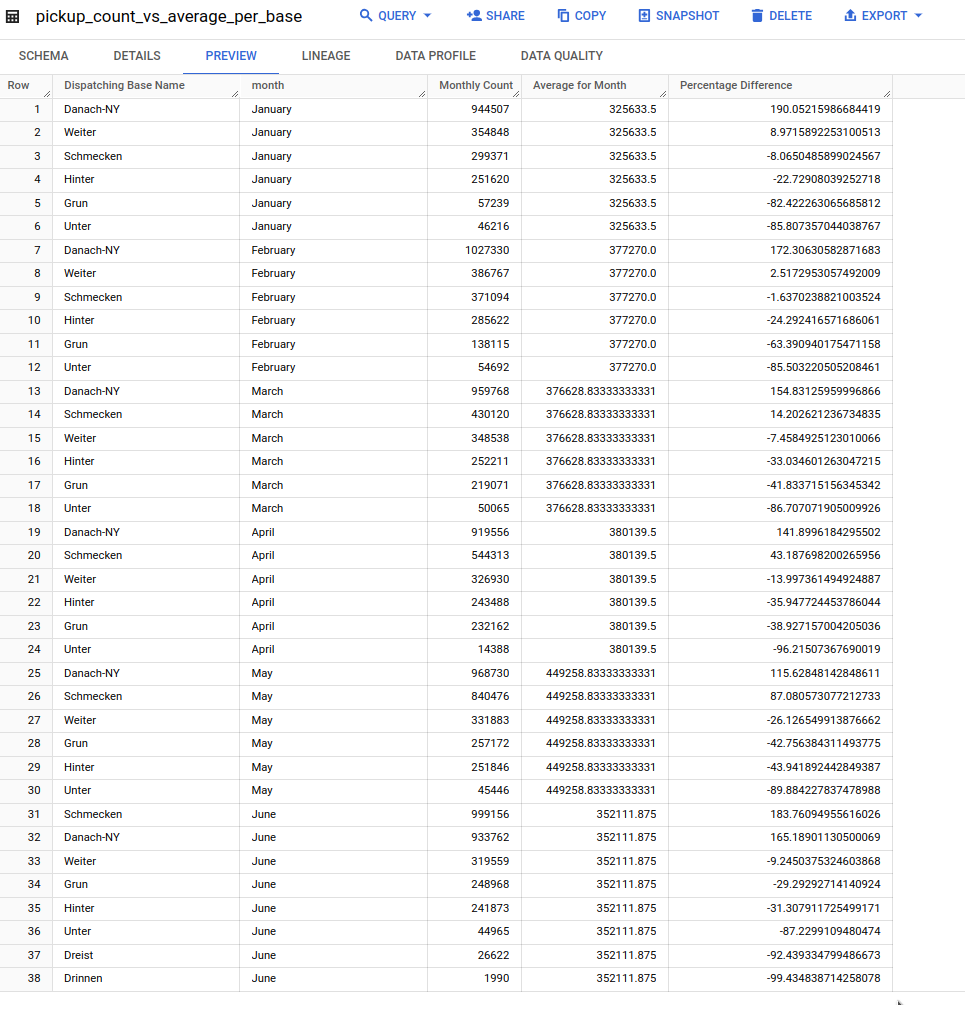 pickup_count_vs_average_per_base QUERY SHARE COPY SNAPSHOT DELETE EXPORT
SCHEMA DETAILS PREVIEW LINEAGE DATA PROFILE DATA QUALITY
Row Dispatching Base Name month Monthly Count Average for Month Percentage Difference
1 Danach-NY January 944507 325633.5 190.05215986684419
2 Weiter January 354848 325633.5 8.9715892253100513
3 Schmecken January 299371 325633.5 -8.0650485899024567
4 Hinter January 251620 325633.5 -22.72908039252718
5 Grun January 57239 325633.5 -82.422263065685812
6 Unter January 46216 325633.5 -85.807357044038767
7 Danach-NY February 1027330 377270.0 172.30630582871683
8 Weiter February 386767 377270.0 2.5172953057492009
9 Schmecken February 371094 377270.0 -1.6370238821003524
10 Hinter February 285622 377270.0 -24.292416571686061
11 Grun February 138115 377270.0 -63.390940175471158
12 Unter February 54692 377270.0 -85.503220505208461
13 Danach-NY March 959768 376628.83333333331 154.83125959996866
14 Schmecken March 430120 376628.83333333331 14.202621236734835
15 Weiter March 348538 376628.83333333331 -7.4584925123010066
16 Hinter March 252211 376628.83333333331 -33.034601263047215
17 Grun March 219071 376628.83333333331 -41.833715156345342
18 Unter March 50065 376628.83333333331 -86.707071905009926
19 Danach-NY April 919556 380139.5 141.8996184295502
20 Schmecken April 544313 380139.5 43.187698200265956
21 Weiter April 326930 380139.5 -13.997361494924887
22 Hinter April 243488 380139.5 -35.947724453786044
23 Grun April 232162 380139.5 -38.927157004205036
24 Unter April 14388 380139.5 -96.21507367690019
25 Danach-NY May 968730 449258.83333333331 115.62848142848611
26 Schmecken May 840476 449258.83333333331 87.080573077212733
27 Weiter May 331883 449258.83333333331 -26.126549913876662
28 Grun May 257172 449258.83333333331 -42.756384311493775
29 Hinter May 251846 449258.83333333331 -43.941892442849387
30 Unter May 45446 449258.83333333331 -89.884227837478988
31 Schmecken June 999156 352111.875 183.76094955616026
32 Danach-NY June 933762 352111.875 165.18901130500069
33 Weiter June 319559 352111.875 -9.2450375324603868
34 Grun June 248968 352111.875 -29.29292714140924
35 Hinter June 241873 352111.875 -31.307911725499171
36 Unter June 44965 352111.875 -87.2299109480474
37 Dreist June 26622 352111.875 -92.439334799486673
38 Drinnen June 1990 352111.875 -99.434838714258078